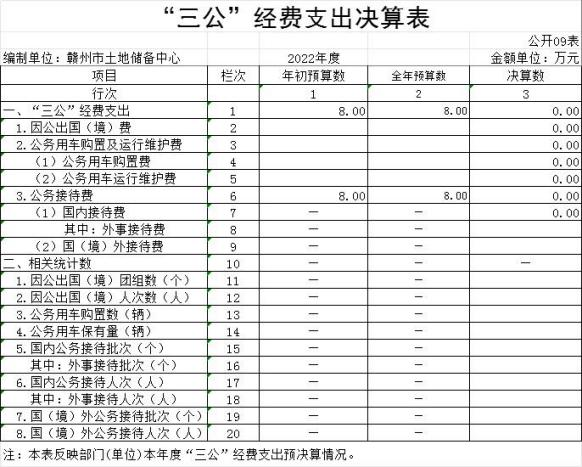 “三公”经费支出决算表
公开09表
编制单位：赣州市土地储备中心 2022年度 金额单位：万元
项目 栏次 年初预算数 全年预算数 决算数
行次 1 2 3
一、“三公”经费支出 1 8.00 8.00 0.00
1.因公出国（境）费 2 0.00
2.公务用车购置及运行维护费 3 0.00
（1）公务用车购置费 4 0.00
（2）公务用车运行维护费 5 0.00
3.公务接待费 6 8.00 8.00 0.00
（1）国内接待费 7 — — 0.00
其中：外事接待费 8 — —
（2）国（境）外接待费 9 — —
二、相关统计数 10 — — —
1.因公出国（境）团组数（个） 11 — —
2.因公出国（境）人次数（人） 12 — —
3.公务用车购置数（辆） 13 — —
4.公务用车保有量（辆） 14 — —
5.国内公务接待批次（个） 15 — —
其中：外事接待批次（个） 16 — —
6.国内公务接待人次（人） 17 — —
其中：外事接待人次（人） 18 — —
7.国（境）外公务接待批次（个） 19 — —
8.国（境）外公务接待人次（人） 20 — —
注：本表反映部门(单位)本年度“三公”经费支出预决算情况。